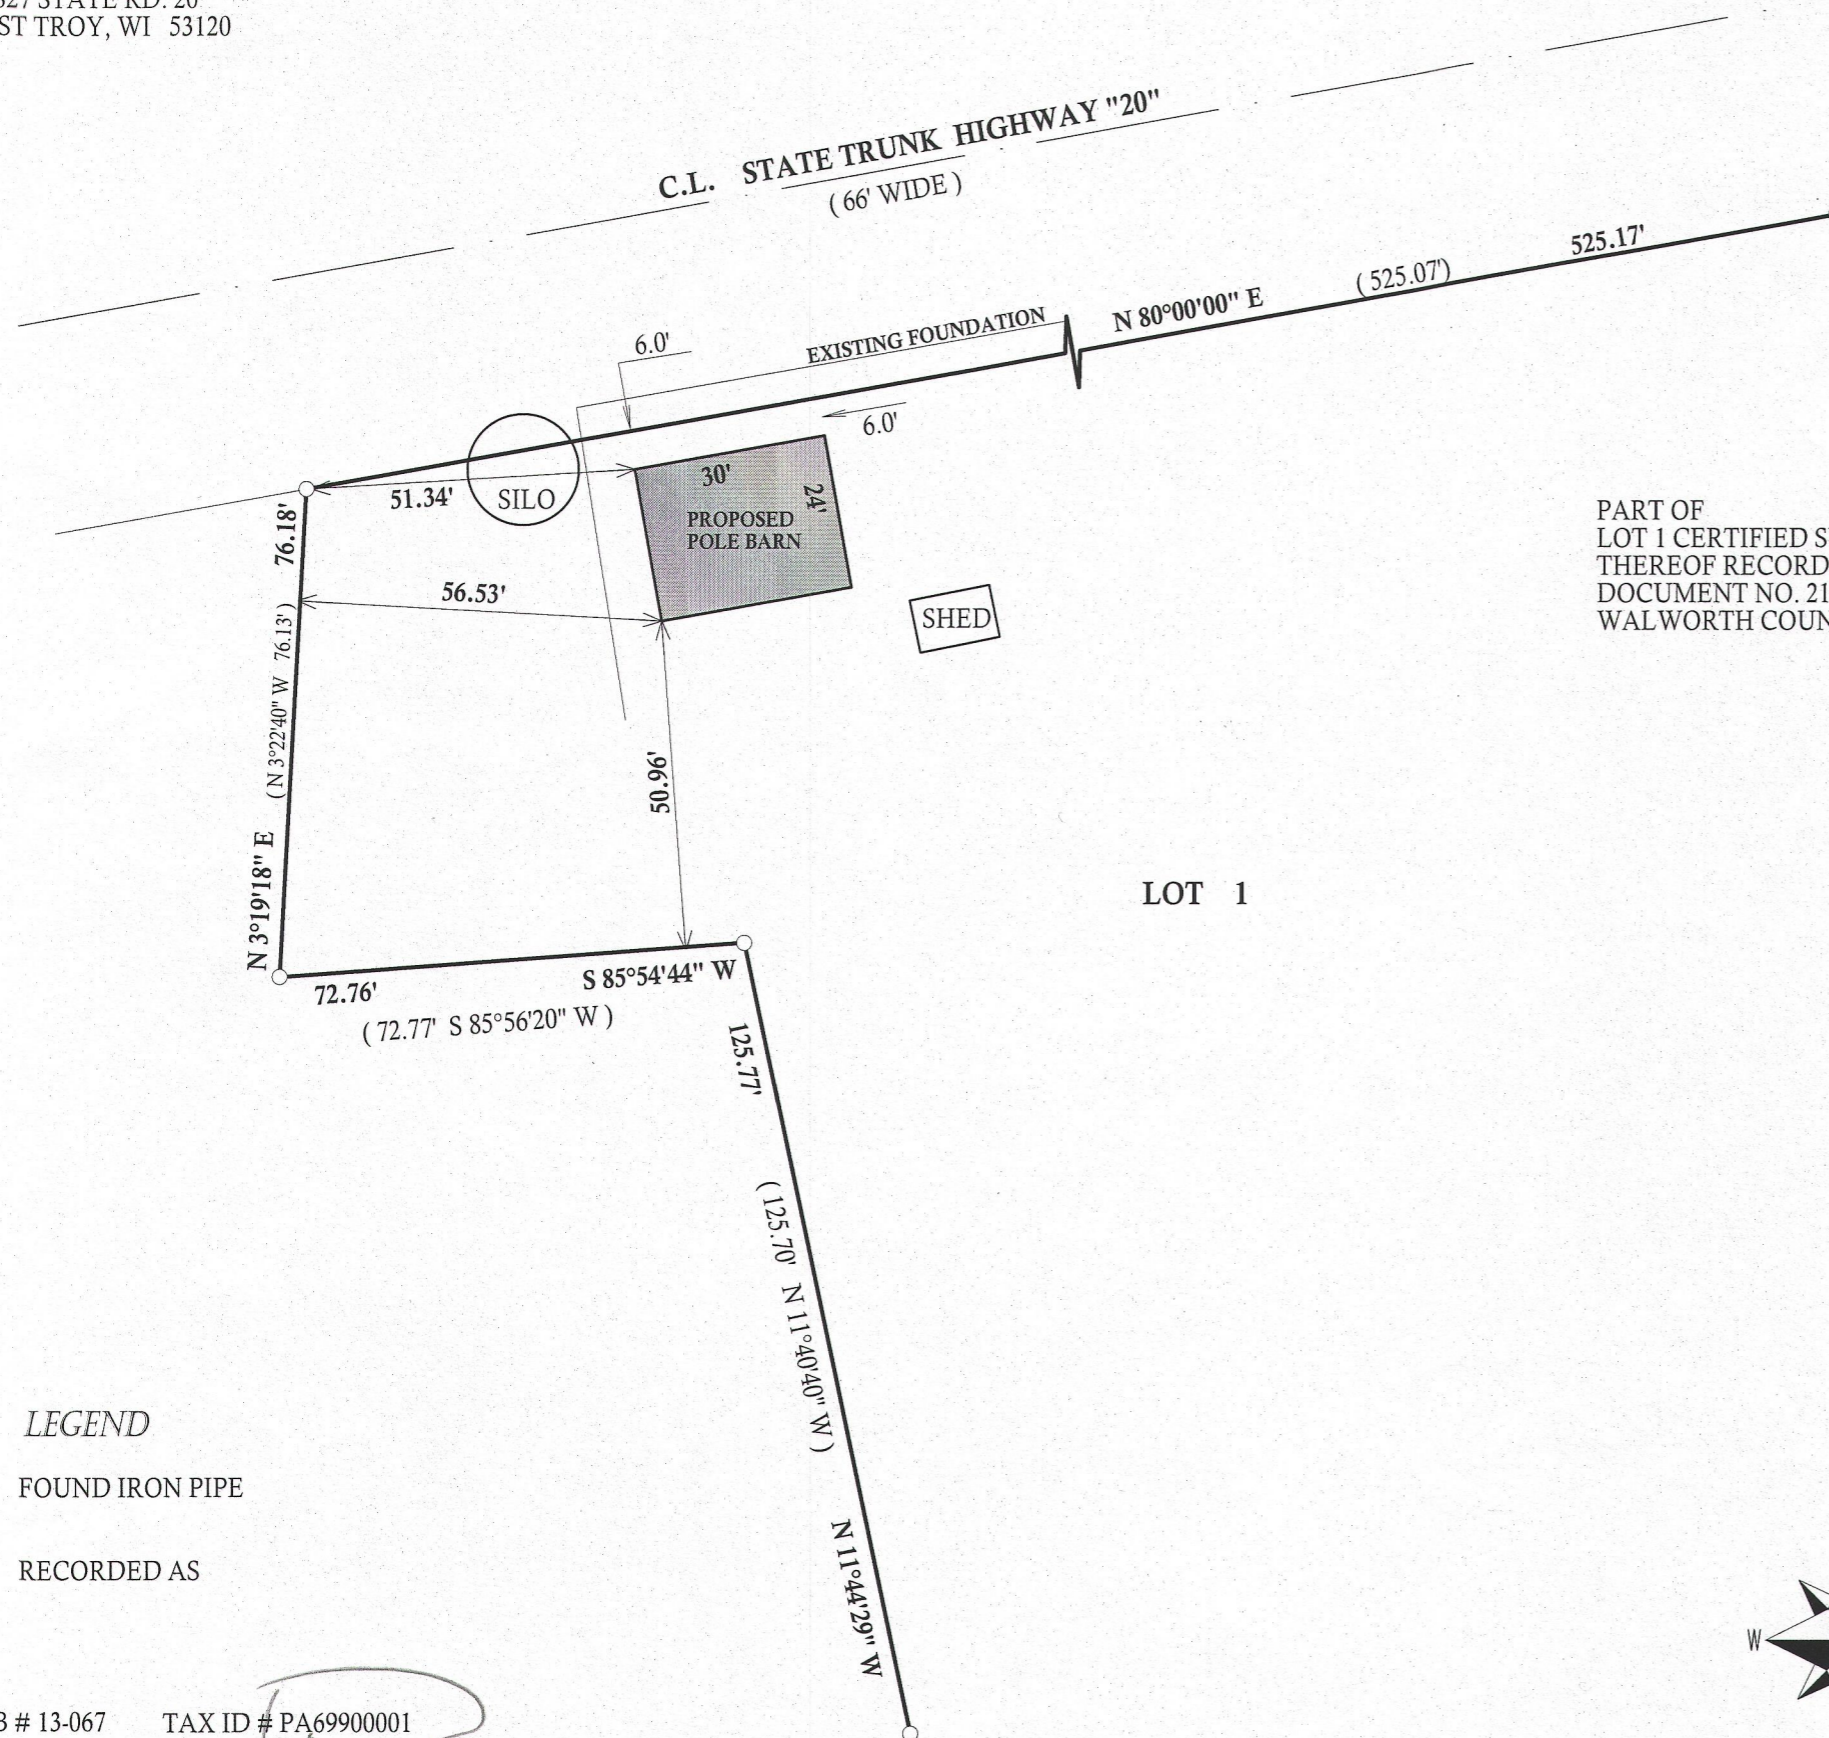 STATE RD. 20
ST TROY, WI 53120
C.L. STATE TRUNK HIGHWAY "20"
( 66' WIDE )
525.17'
( 525.07')
N 80°00'00" E
EXISTING FOUNDATION
6.0'
6.0'
51.34'
SILO
30'
24'
PROPOSED
POLE BARN
76.18'
56.53'
SHED
PART OF
LOT 1 CERTIFIED S
THEREOF RECORD
DOCUMENT NO. 21
WALWORTH COUN
( N 3°22'40" W 76.13')
50.96'
N 3°19'18" E
LOT 1
72.76'
S 85°54'44" W
( 72.77' S 85°56'20" W )
125.77'
( 125.70' N 11°40'40" W )
N 11°44'29" W
LEGEND
FOUND IRON PIPE
RECORDED AS
W
# 13-067 TAX ID # PA69900001